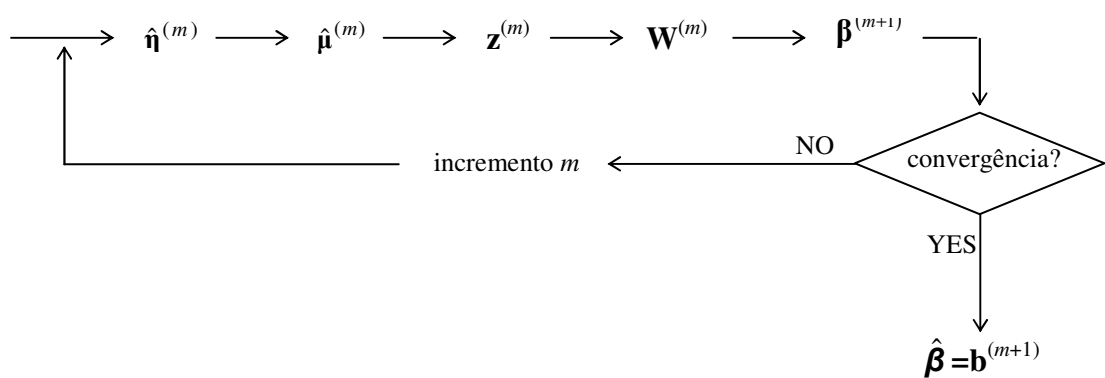 η̂⁽ᵐ⁾ μ̂⁽ᵐ⁾ z⁽ᵐ⁾ W⁽ᵐ⁾ β⁽ᵐ⁺¹⁾
NO
convergência?
incremento m
YES
β̂=b⁽ᵐ⁺¹⁾